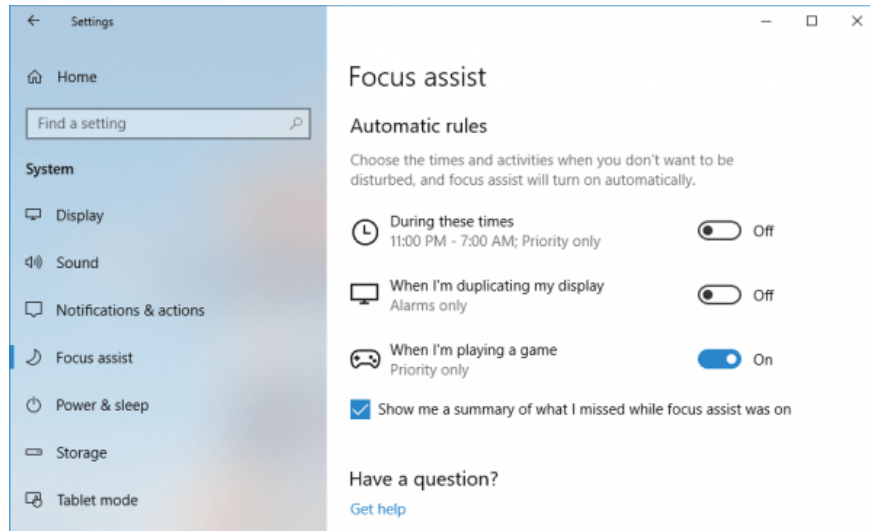 Settings
Home
Find a setting
System
Display
Sound
Notifications & actions
Focus assist
Power & sleep
Storage
Tablet mode
Focus assist
Automatic rules
Choose the times and activities when you don't want to be
disturbed, and focus assist will turn on automatically.
During these times
11:00 PM - 7:00 AM; Priority only
Off
When I'm duplicating my display
Alarms only
Off
When I'm playing a game
Priority only
On
Show me a summary of what I missed while focus assist was on
Have a question?
Get help